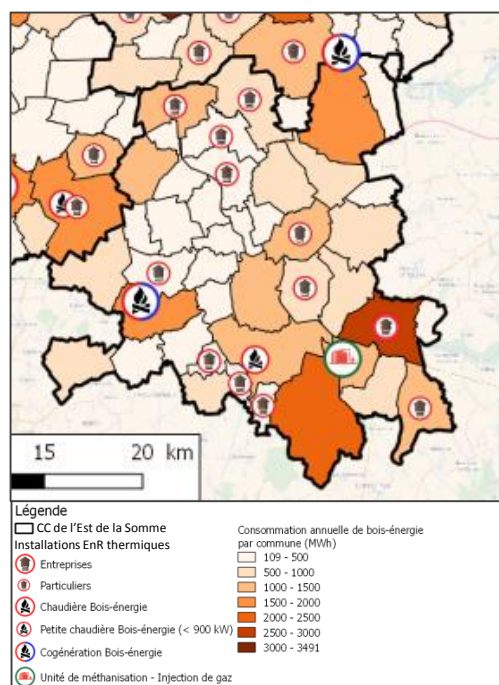 15 20 km
Légende
CC de l'Est de la Somme
Installations EnR thermiques
Entreprises
Particuliers
Chaudière Bois-énergie
Petite chaudière Bois-énergie (< 900 kW)
Cogénération Bois-énergie
Unité de méthanisation - Injection de gaz
Consommation annuelle de bois-énergie
par commune (MWh)
109 - 500
500 - 1000
1000 - 1500
1500 - 2000
2000 - 2500
2500 - 3000
3000 - 3491